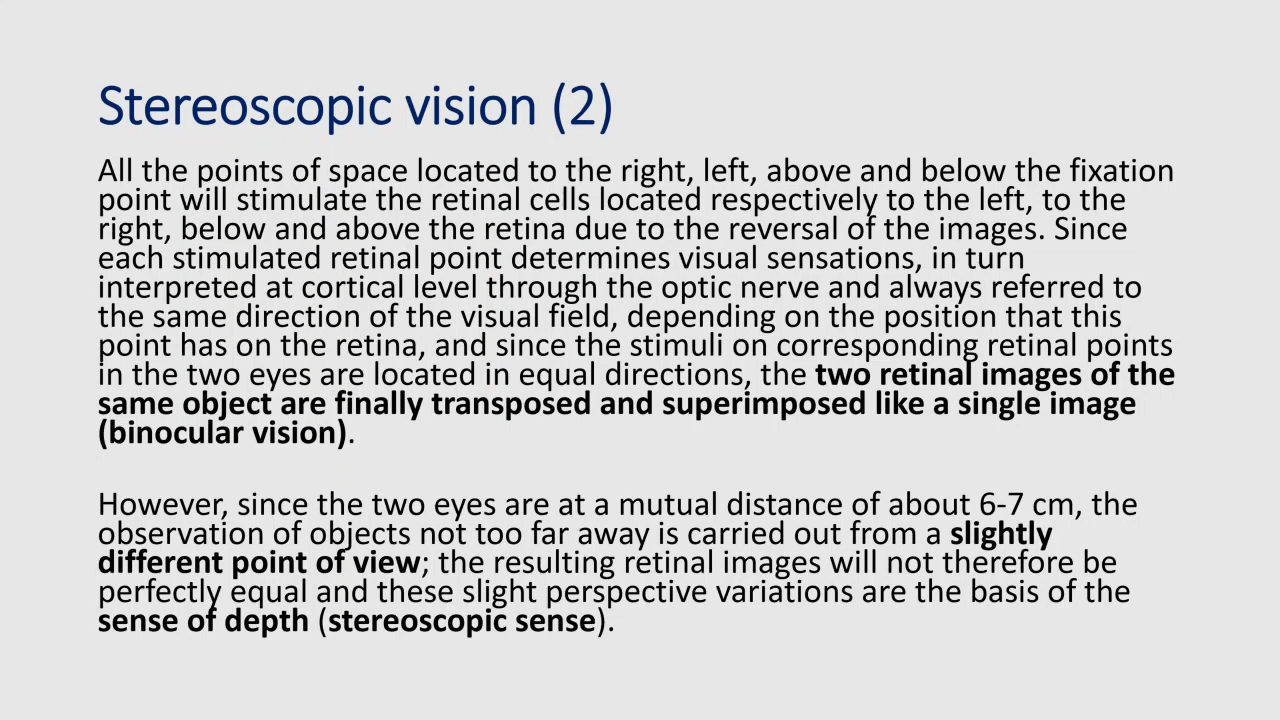 Stereoscopic vision (2)
All the points of space located to the right, left, above and below the fixation
point will stimulate the retinal cells located respectively to the left, to the
right, below and above the retina due to the reversal of the images. Since
each stimulated retinal point determines visual sensations, in turn
interpreted at cortical level through the optic nerve and always referred to
the same direction of the visual field, depending on the position that this
point has on the retina, and since the stimuli on corresponding retinal points
in the two eyes are located in equal directions, the two retinal images of the
same object are finally transposed and superimposed like a single image
(binocular vision).
However, since the two eyes are at a mutual distance of about 6-7 cm, the
observation of objects not too far away is carried out from a slightly
different point of view; the resulting retinal images will not therefore be
perfectly equal and these slight perspective variations are the basis of the
sense of depth (stereoscopic sense).